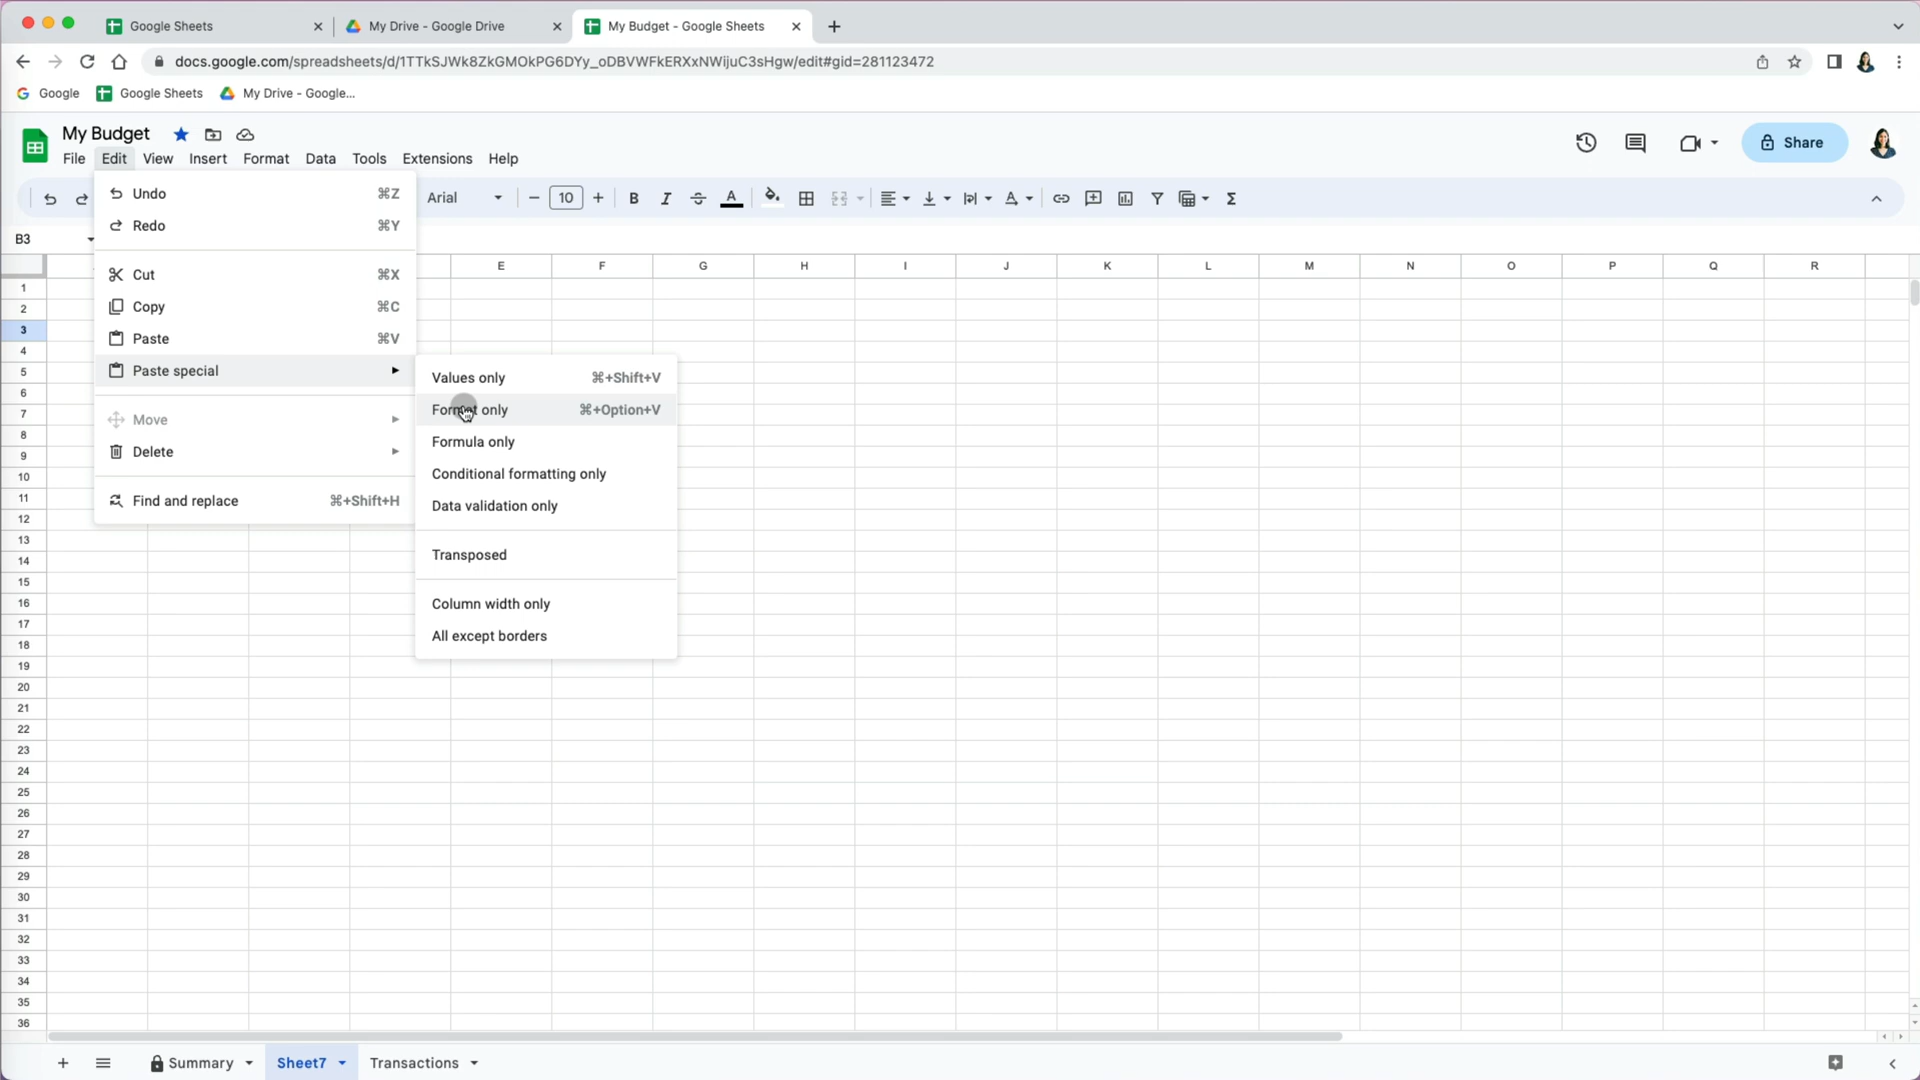 Google Sheets
My Drive - Google Drive
My Budget - Google Sheets
docs.google.com/spreadsheets/d/1TTkSJWk8ZkGMOkPG6DYy_oDBVWFkERXxNWijuC3sHgw/edit#gid=281123472
Google
Google Sheets
My Drive - Google...
My Budget
File Edit View Insert Format Data Tools Extensions Help
Share
Undo ⌘Z
Redo ⌘Y
Cut ⌘X
Copy ⌘C
Paste ⌘V
Paste special
Move
Delete
Find and replace ⌘+Shift+H
Values only ⌘+Shift+V
Format only ⌘+Option+V
Formula only
Conditional formatting only
Data validation only
Transposed
Column width only
All except borders
Arial
10
B I S A
B3
E F G H I J K L M N O P Q R
1
2
3
4
5
6
7
8
9
10
11
12
13
14
15
16
17
18
19
20
21
22
23
24
25
26
27
28
29
30
31
32
33
34
35
36
Summary
Sheet7
Transactions